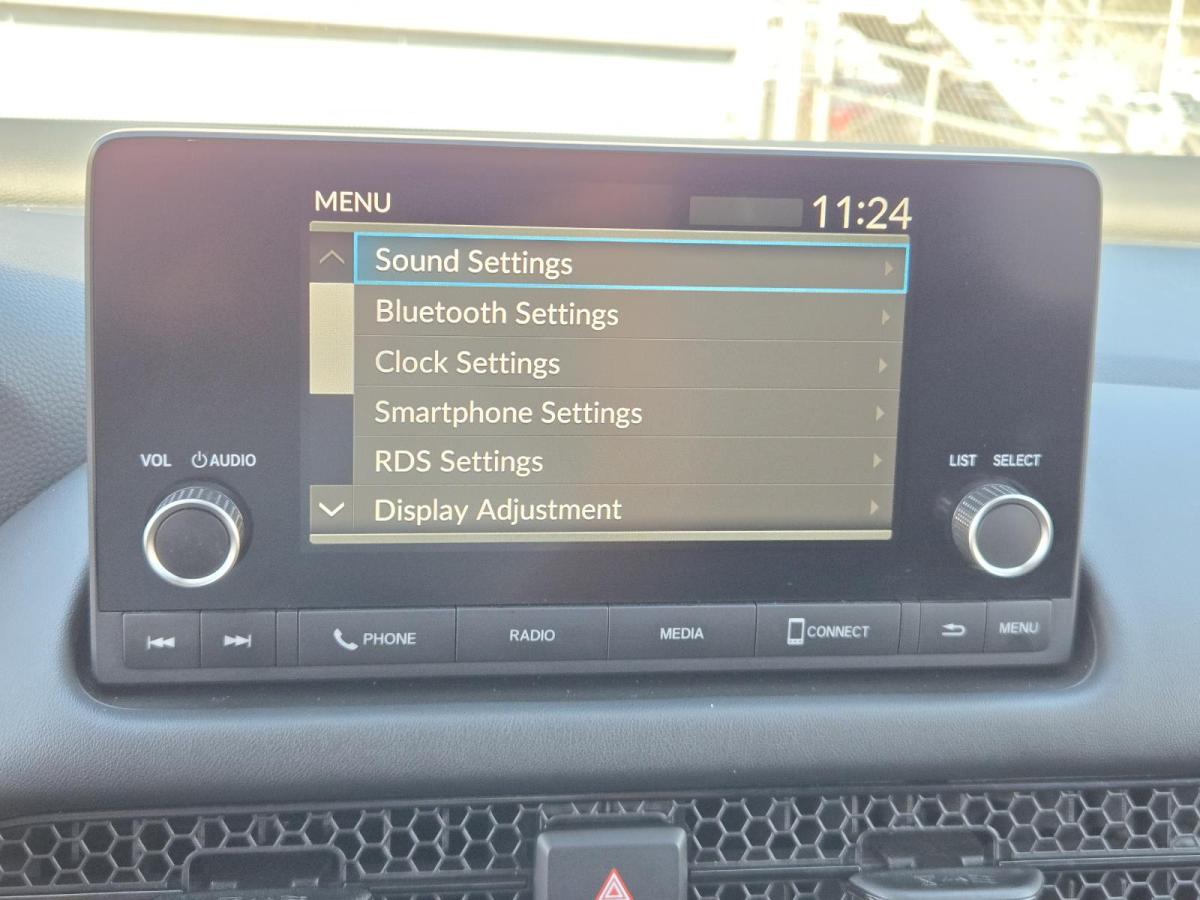 MENU
11:24
Sound Settings
Bluetooth Settings
Clock Settings
Smartphone Settings
RDS Settings
Display Adjustment
VOL AUDIO
LIST SELECT
PHONE
RADIO
MEDIA
CONNECT
MENU